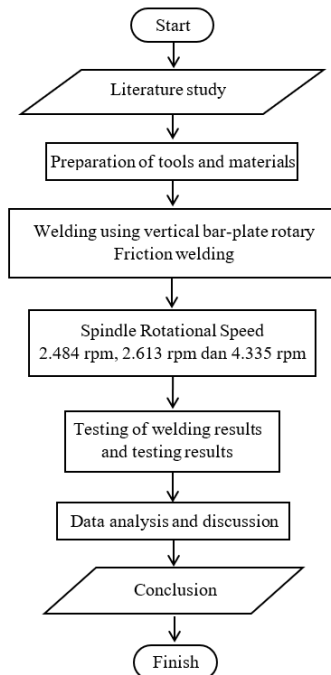 Start
Literature study
Preparation of tools and materials
Welding using vertical bar-plate rotary
Friction welding
Spindle Rotational Speed
2.484 rpm, 2.613 rpm dan 4.335 rpm
Testing of welding results
and testing results
Data analysis and discussion
Conclusion
Finish